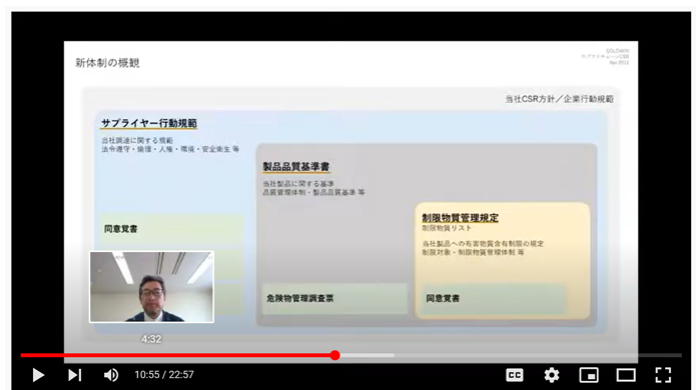 新体制の概観
GOLDWIN
当社CSR方針／企業行動規範
サプライヤー行動規範
当社調達に関する規範
法令遵守・倫理・人権・環境・安全衛生 等
製品品質基準書
当社製品に関する基準
品質管理体制・製品品質基準 等
制限物質管理規定
制限物質リスト
当社製品への有害物質含有制限の規定
制限対象・制限物質管理体制 等
同意覚書
危険物管理調査票
同意覚書
4:32
10:55 / 22:57
CC